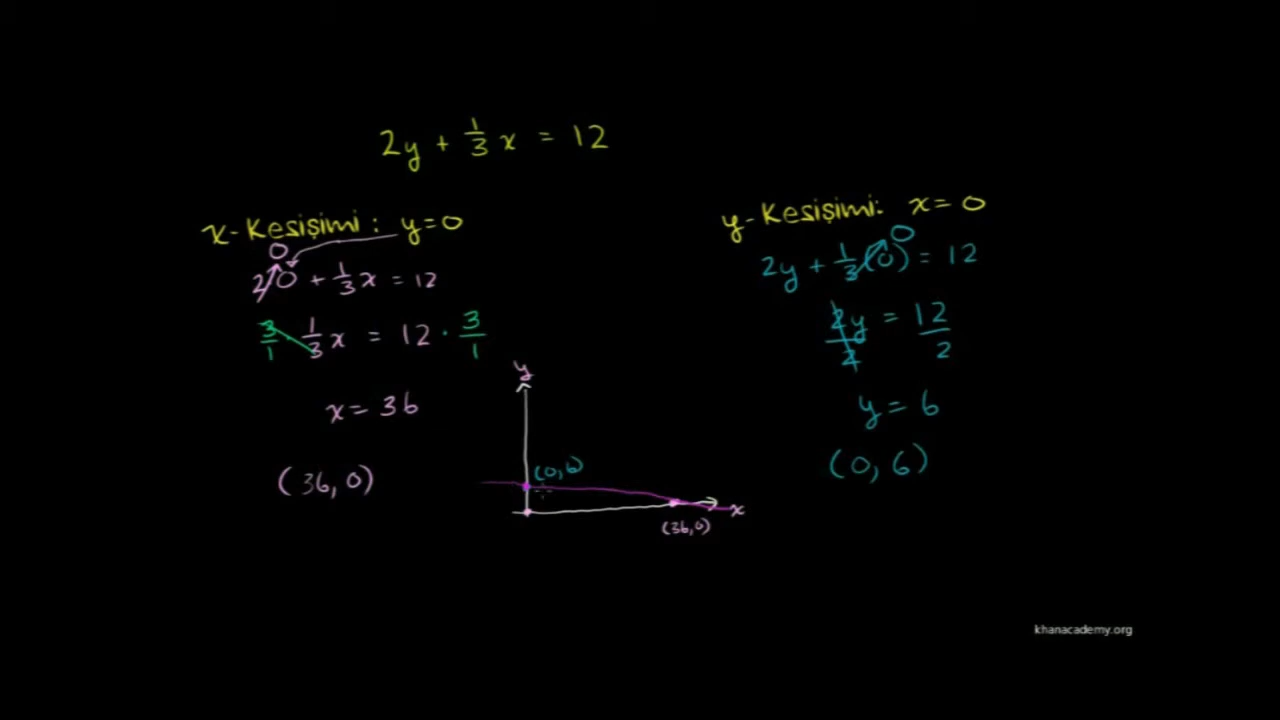 2y + 1/3 x = 12
x-Kesişimi: y=0
0
2·0 + 1/3 x = 12
3/1 · 1/3 x = 12 · 3/1
x = 36
(36, 0)
y-Kesişimi: x=0
0
2y + 1/3 (0) = 12
2y/2 = 12/2
y = 6
(0, 6)
y
(0,6)
x
(36,0)
khanacademy.org